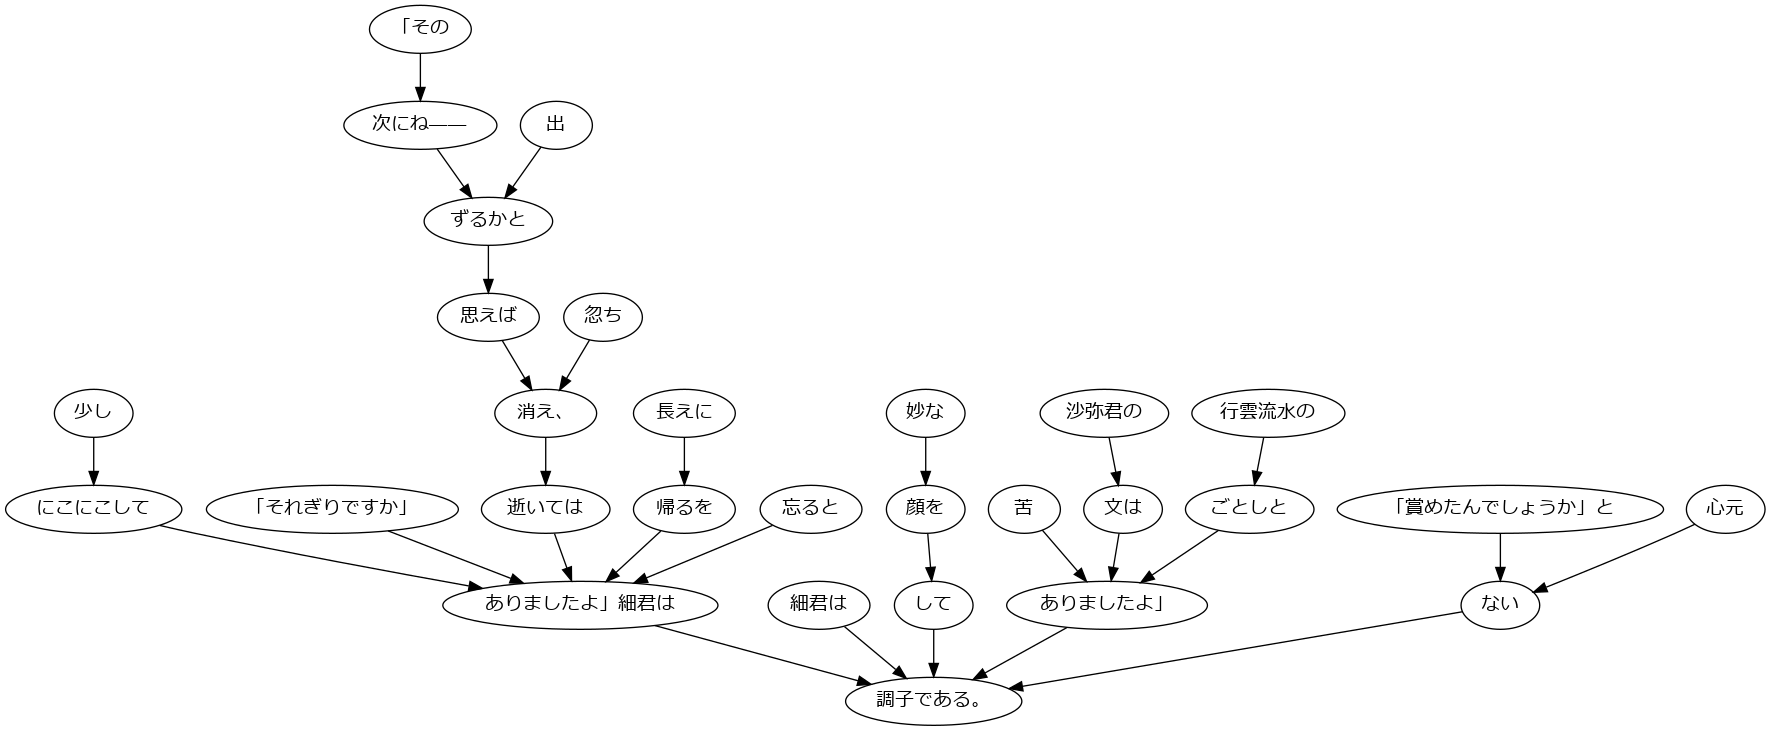 「その
次にね――
出
ずるかと
思えば
忽ち
少し
消え、
長えに
妙な
沙弥君の
行雲流水の
にこにこして
「それぎりですか」
逝いては
帰るを
忘ると
顔を
苦
文は
ごとしと
「賞めたんでしょうか」と
心元
ありましたよ」細君は
細君は
して
ありましたよ」
ない
調子である。